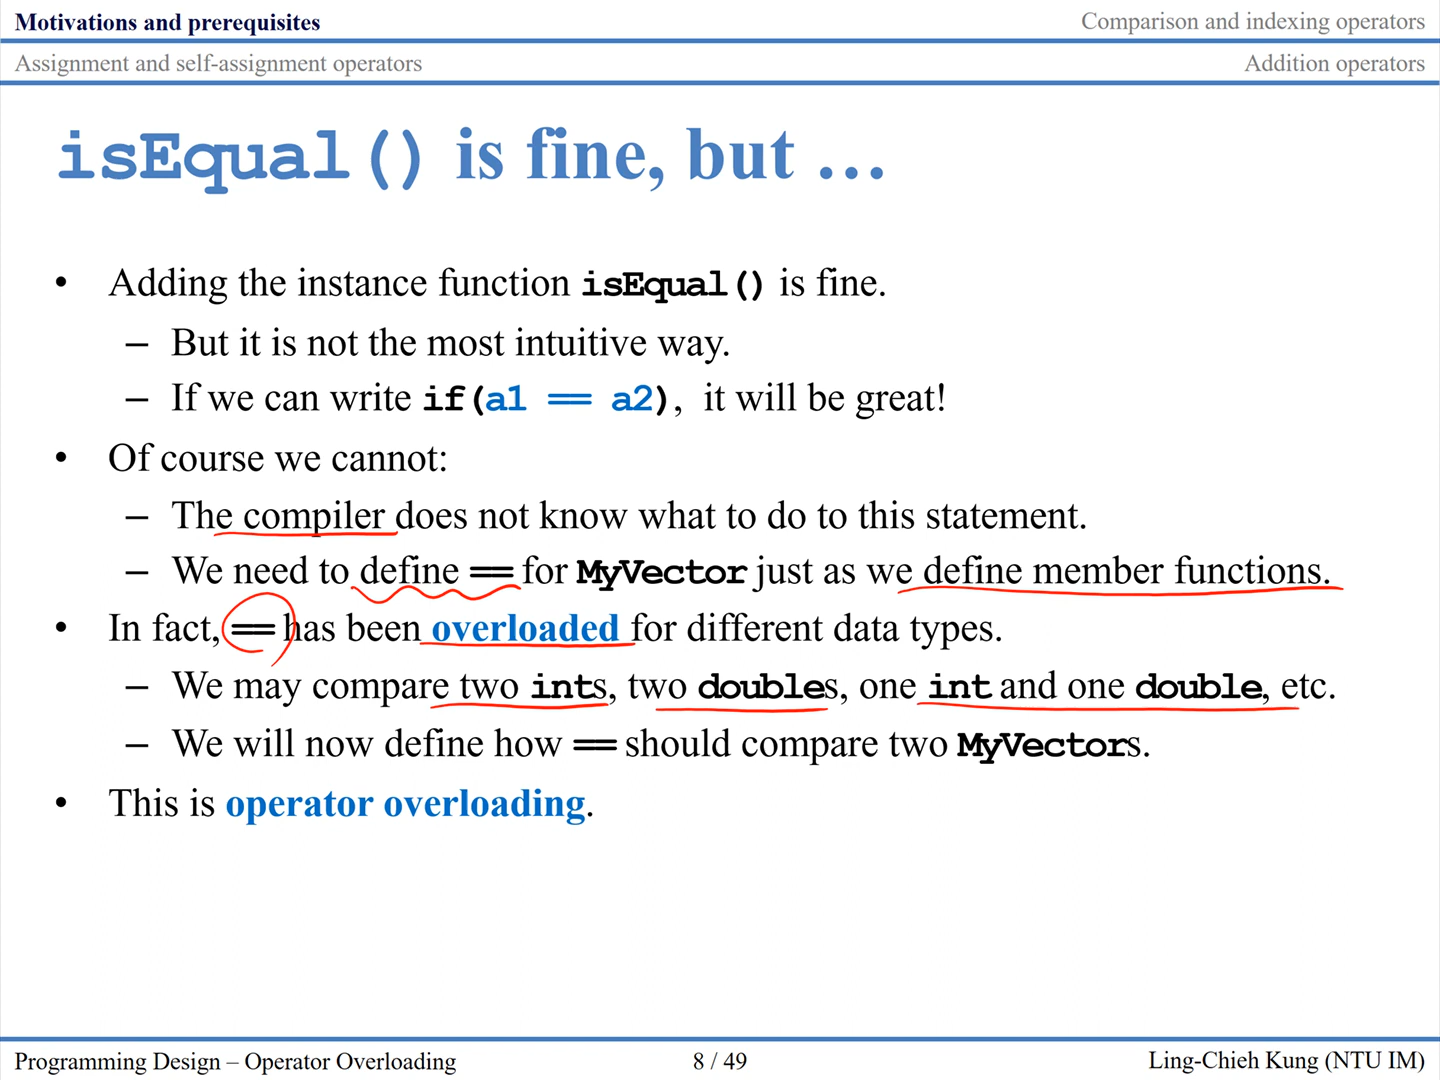 Motivations and prerequisites
Comparison and indexing operators
Assignment and self-assignment operators
Addition operators
isEqual() is fine, but …
• Adding the instance function isEqual() is fine.
– But it is not the most intuitive way.
– If we can write if(a1 == a2), it will be great!
• Of course we cannot:
– The compiler does not know what to do to this statement.
– We need to define == for MyVector just as we define member functions.
• In fact, == has been overloaded for different data types.
– We may compare two ints, two doubles, one int and one double, etc.
– We will now define how == should compare two MyVectors.
• This is operator overloading.
Programming Design – Operator Overloading
8 / 49
Ling-Chieh Kung (NTU IM)